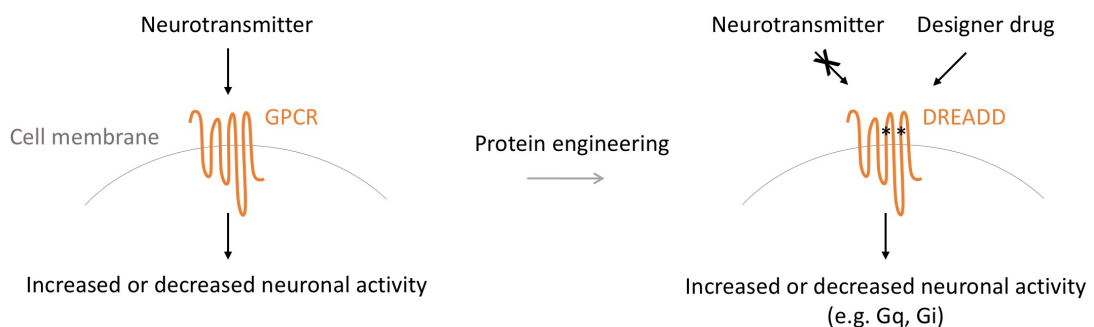 Neurotransmitter
GPCR
Cell membrane
Increased or decreased neuronal activity
Protein engineering
Neurotransmitter
Designer drug
DREADD
* *
Increased or decreased neuronal activity
(e.g. Gq, Gi)